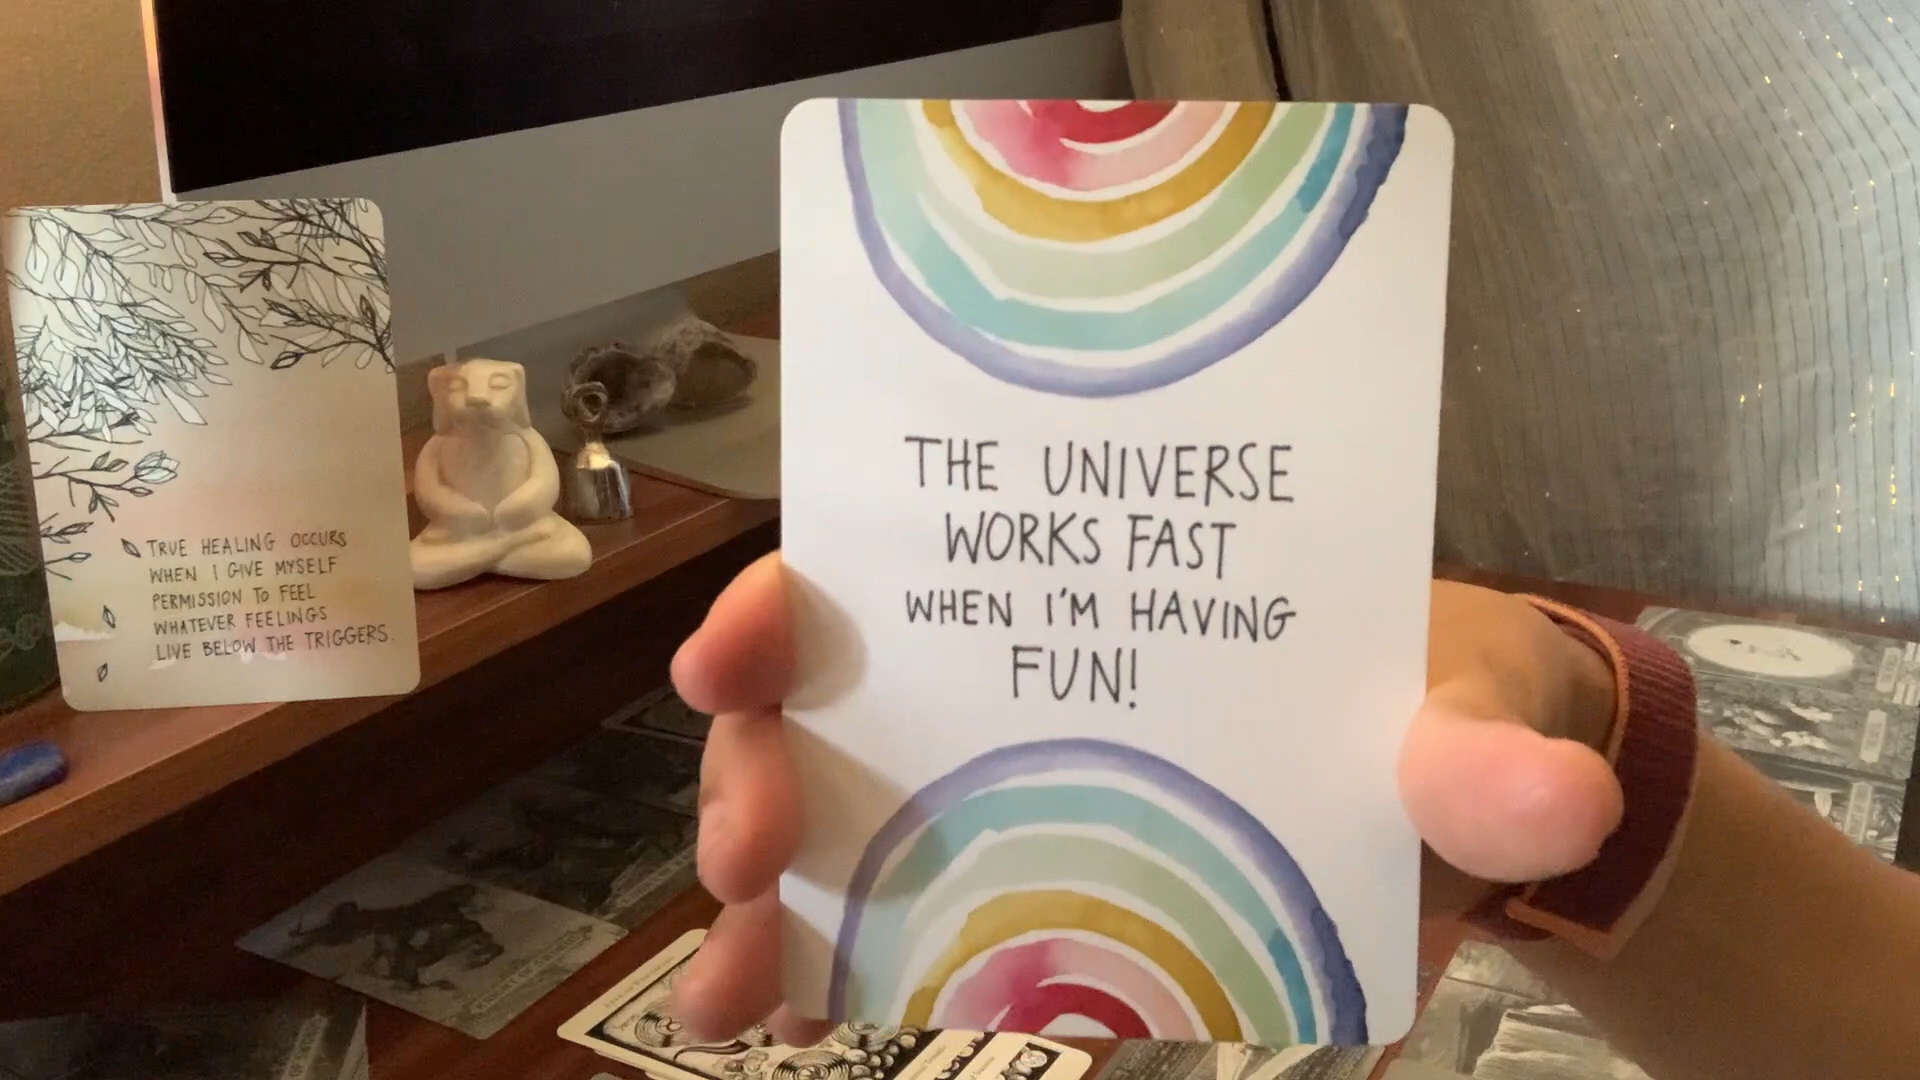 TRUE HEALING OCCURS
WHEN I GIVE MYSELF
PERMISSION TO FEEL
WHATEVER FEELINGS
LIVE BELOW THE TRIGGERS.
THE UNIVERSE
WORKS FAST
WHEN I'M HAVING
FUN!